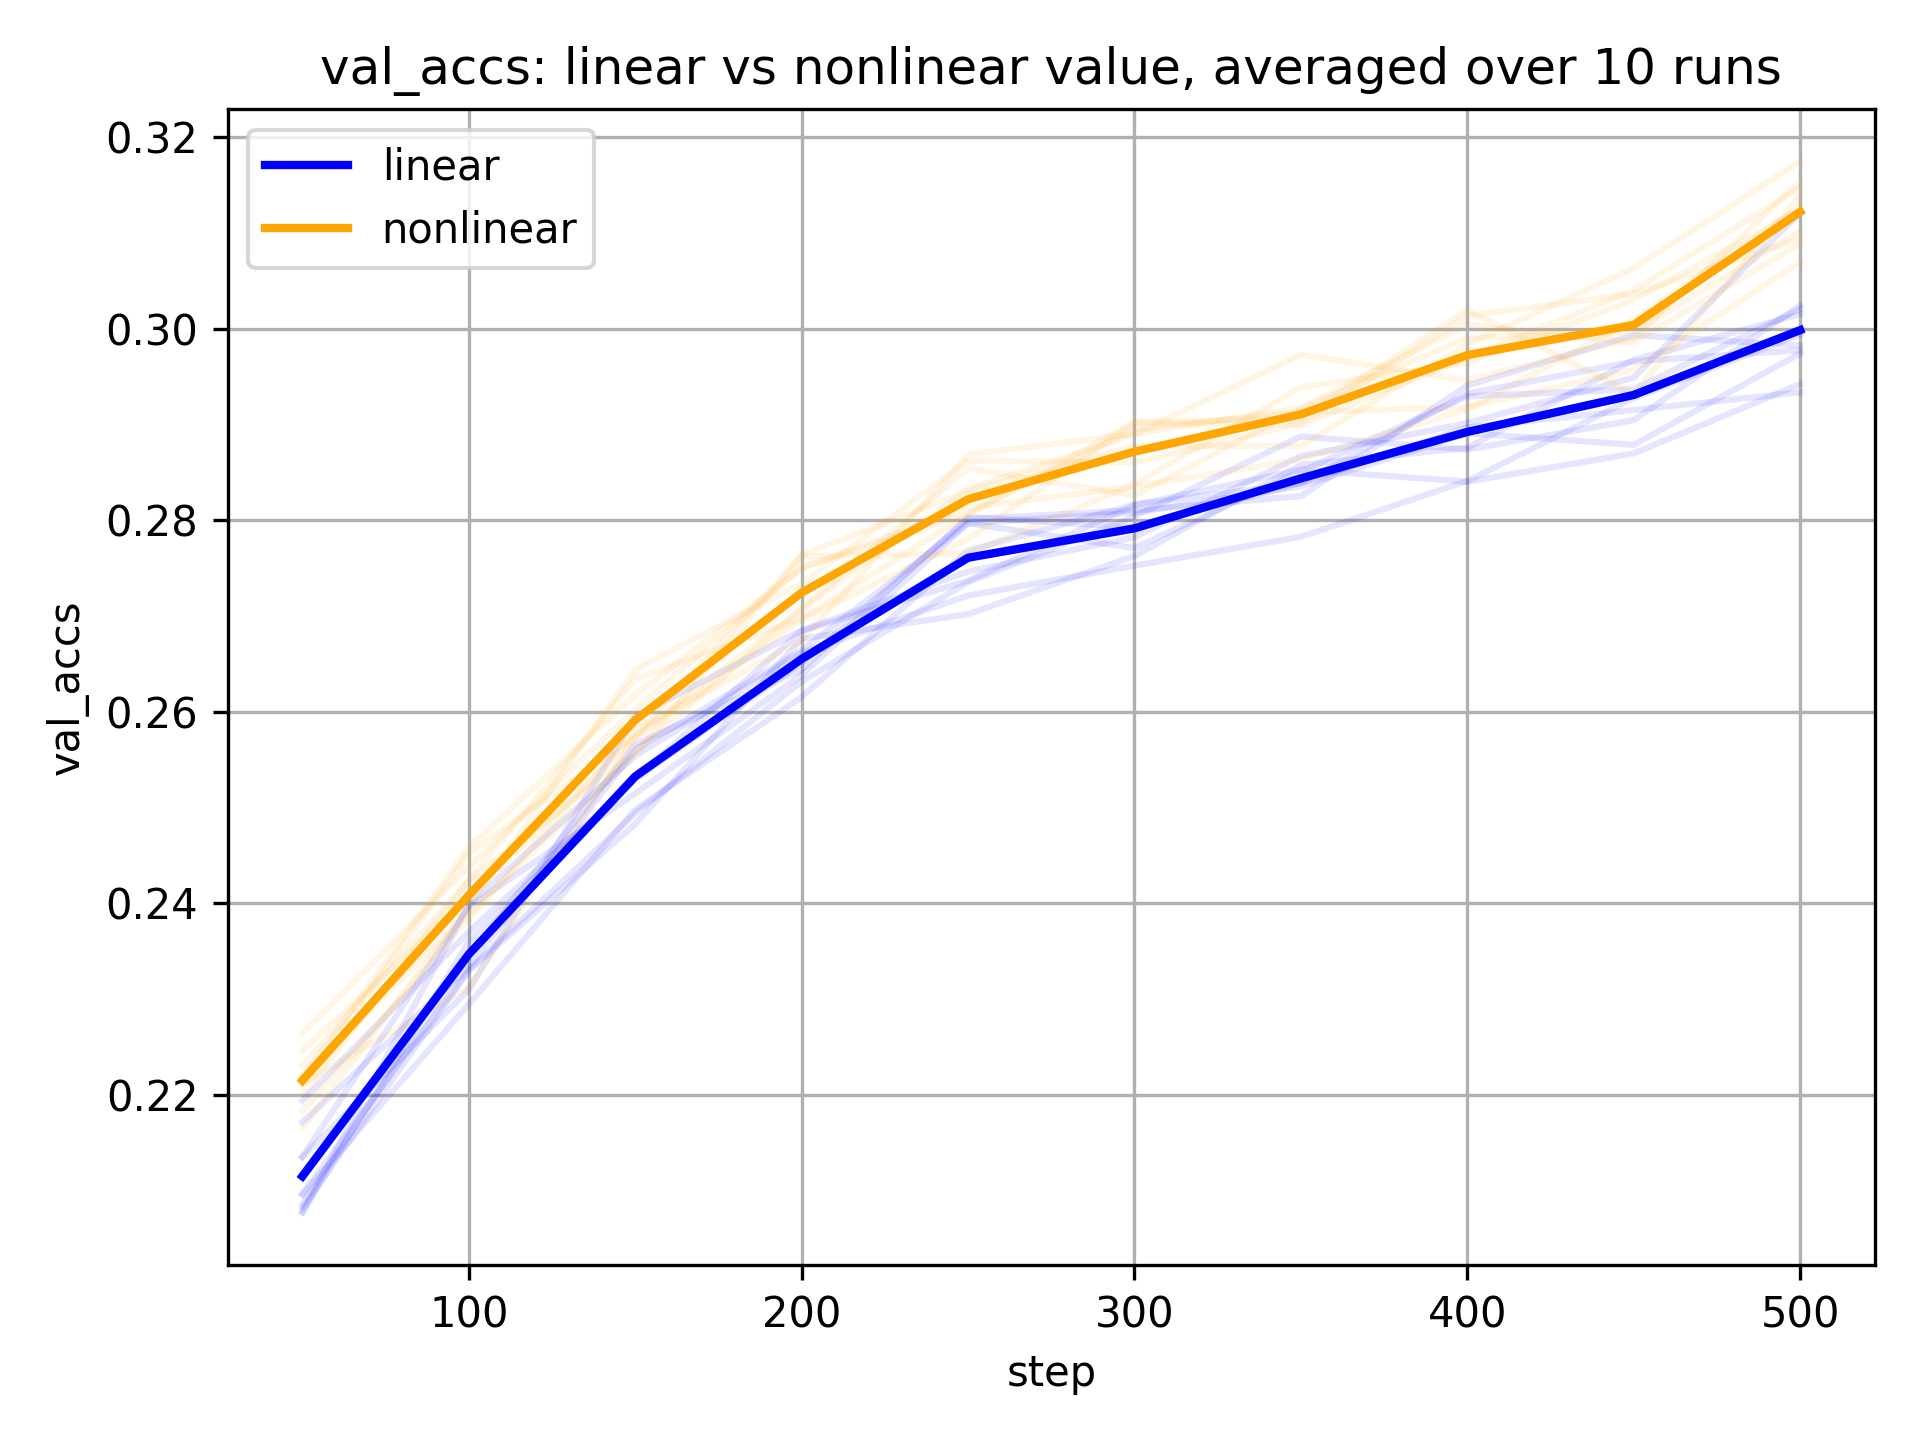 val_accs: linear vs nonlinear value, averaged over 10 runs
linear
nonlinear
val_accs
0.32
0.30
0.28
0.26
0.24
0.22
100
200
300
400
500
step